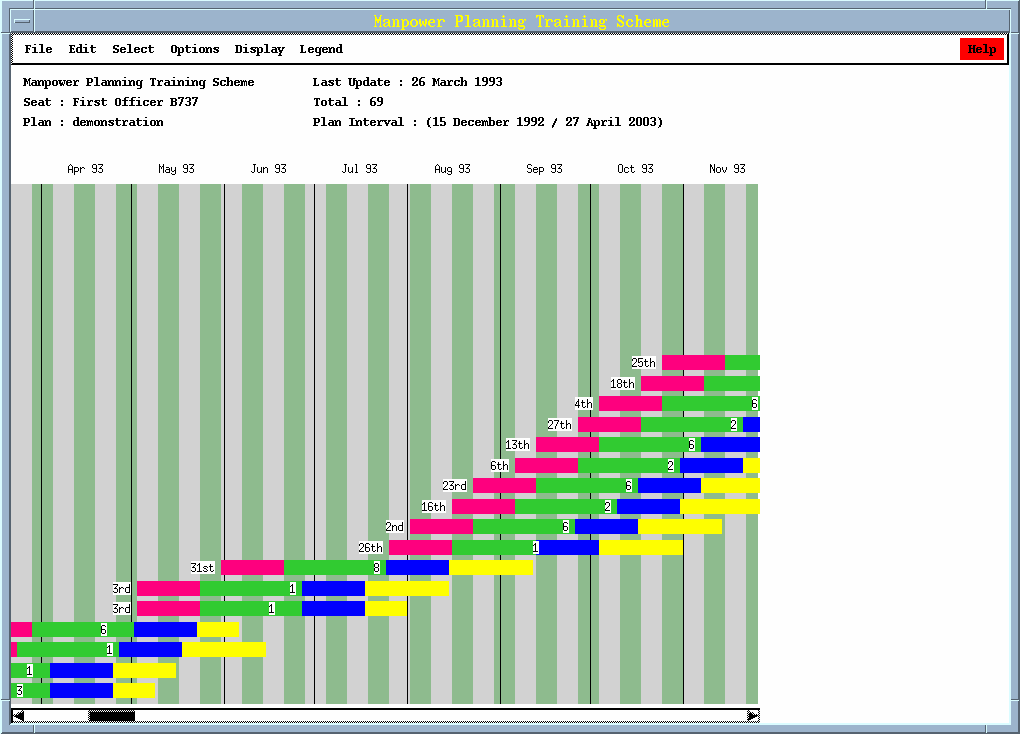 Manpower Planning Training Scheme
File Edit Select Options Display Legend Help
Manpower Planning Training Scheme Last Update : 26 March 1993
Seat : First Officer B737 Total : 69
Plan : demonstration Plan Interval : (15 December 1992 / 27 April 2003)
Apr 93 May 93 Jun 93 Jul 93 Aug 93 Sep 93 Oct 93 Nov 93
25th
18th
4th 6
27th 2
13th 6
6th 2
23rd 6
16th 2
2nd 6
26th 1
31st 8
3rd 1
3rd 1
6
1
1
3